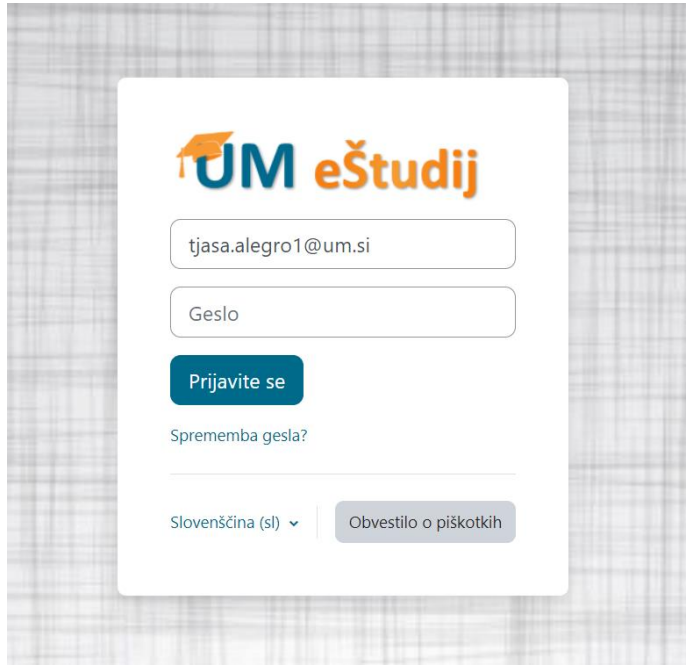 UM eŠtudij
tjasa.alegro1@um.si
Geslo
Prijavite se
Sprememba gesla?
Slovenščina (sl)
Obvestilo o piškotkih